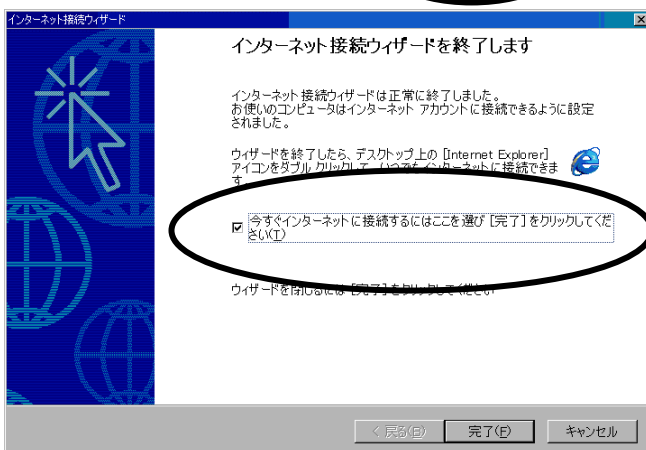 インターネット接続ウィザード
インターネット接続ウィザードを終了します
インターネット接続ウィザードは正常に終了しました。
お使いのコンピュータはインターネット アカウントに接続できるように設定
されました。
ウィザードを終了したら、デスクトップ上の [Internet Explorer]
アイコンをダブル クリックして、いつでもインターネットに接続できま
す
今すぐインターネットに接続するにはここを選び [完了] をクリックしてくだ
さい(T)
ウィザードを閉じるには [完了] をクリックしてください
< 戻る(B)
完了(F)
キャンセル